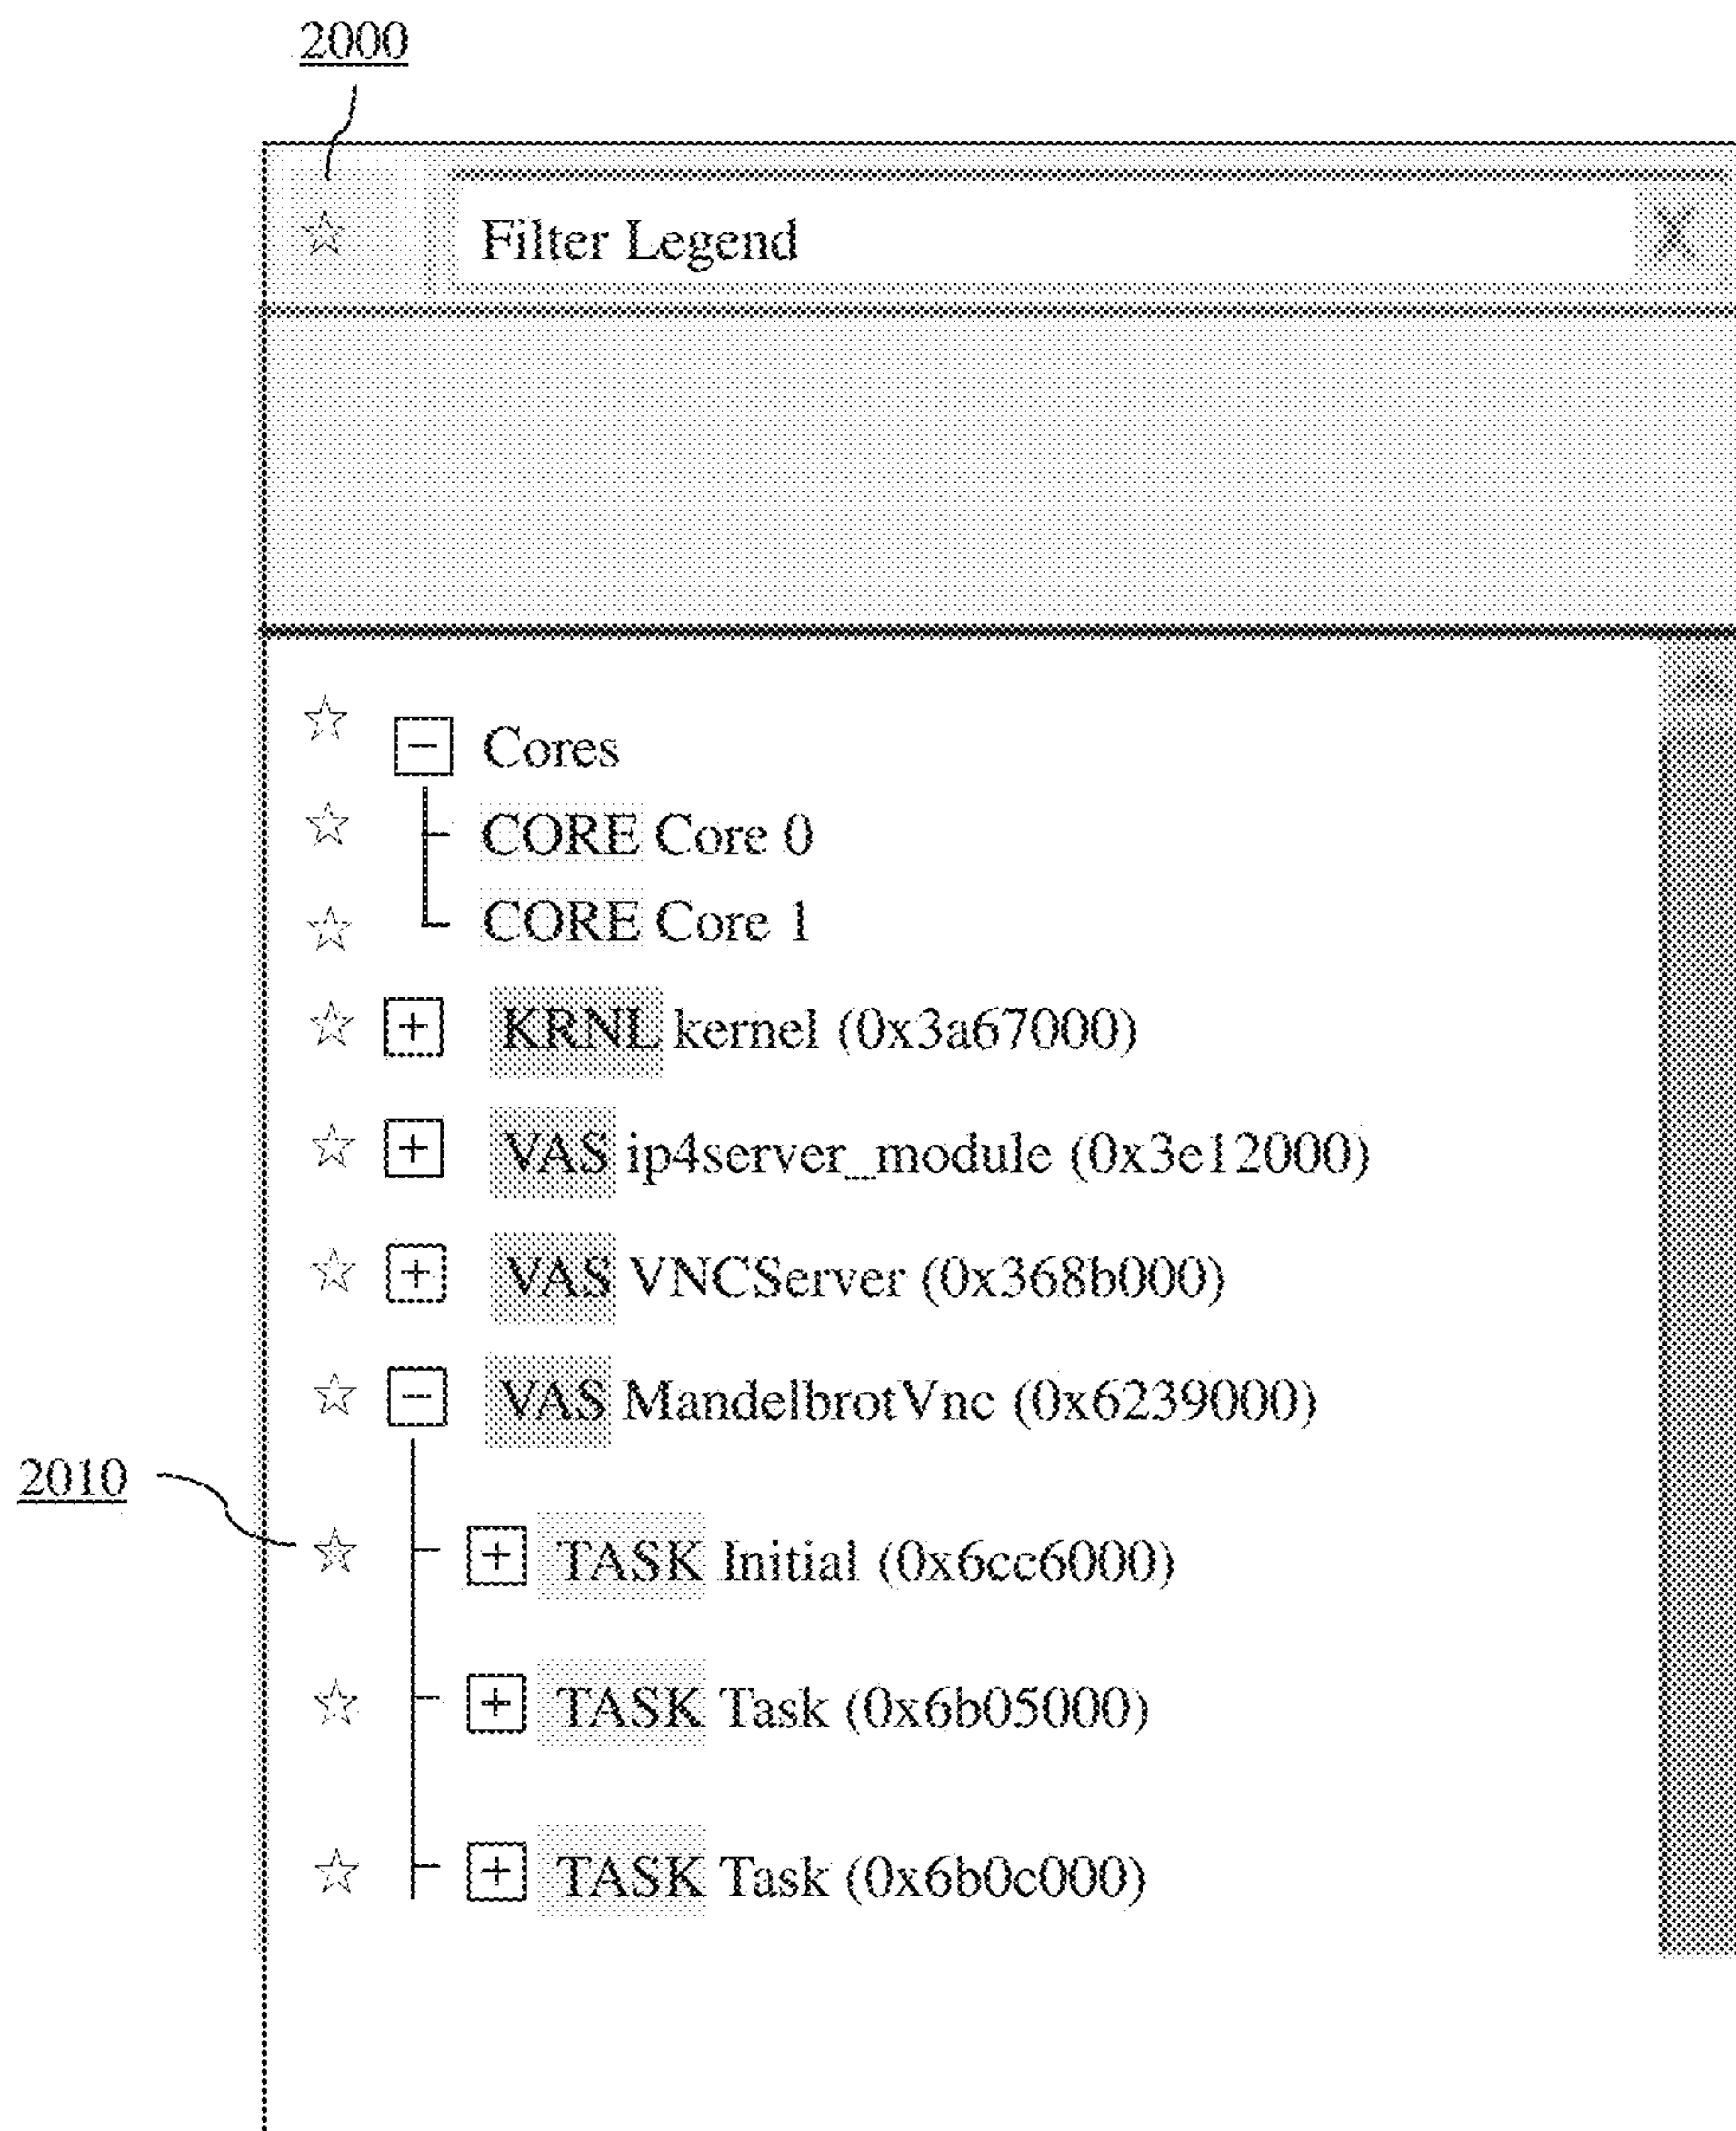 2000
Filter Legend X
Cores
CORE Core 0
CORE Core 1
KRNL kernel (0x3a67000)
VAS ip4server_module (0x3e12000)
VAS VNCServer (0x368b000)
VAS MandelbrotVnc (0x6239000)
2010
TASK Initial (0x6cc6000)
TASK Task (0x6b05000)
TASK Task (0x6b0c000)